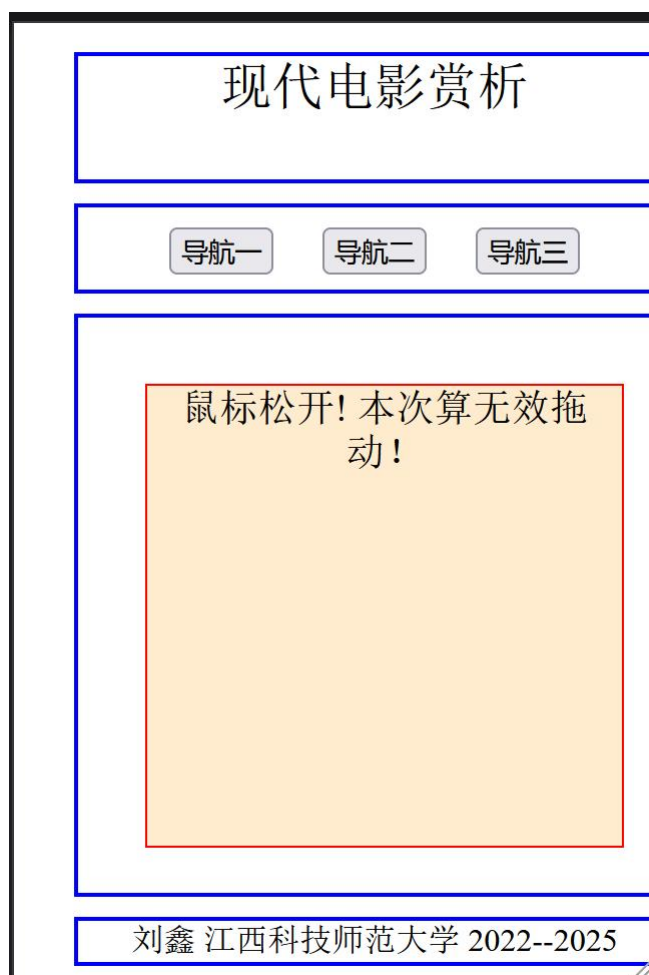 现代电影赏析
导航一 导航二 导航三
鼠标松开! 本次算无效拖
动!
刘鑫 江西科技师范大学 2022--2025